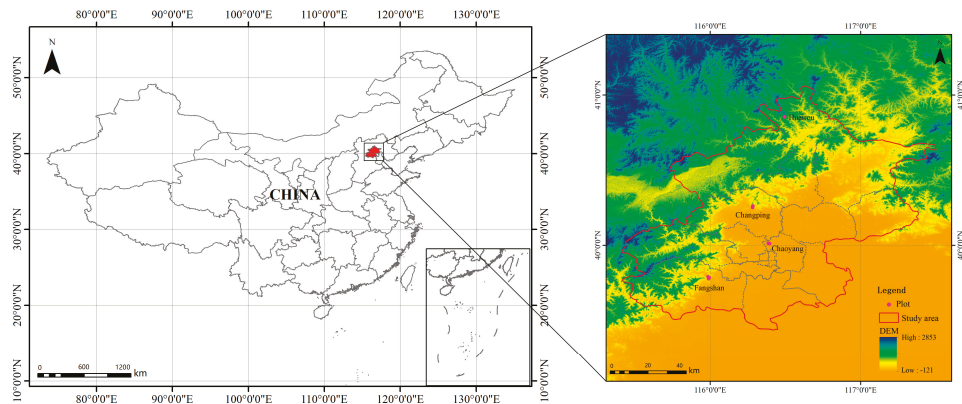 80°0'0"E 90°0'0"E 100°0'0"E 110°0'0"E 120°0'0"E 130°0'0"E
N
50°0'0"N
40°0'0"N
30°0'0"N
20°0'0"N
10°0'0"N
CHINA
50°0'0"N
40°0'0"N
30°0'0"N
20°0'0"N
10°0'0"N
0 600 1200
km
80°0'0"E 90°0'0"E 100°0'0"E 110°0'0"E 120°0'0"E 130°0'0"E
116°0'0"E 117°0'0"E
N
41°0'0"N
40°0'0"N
41°0'0"N
40°0'0"N
Changping
Chaoyang
Fangshan
Legend
Plot
Study area
DEM
High : 2853
Low : -121
0 20 40
km
116°0'0"E 117°0'0"E